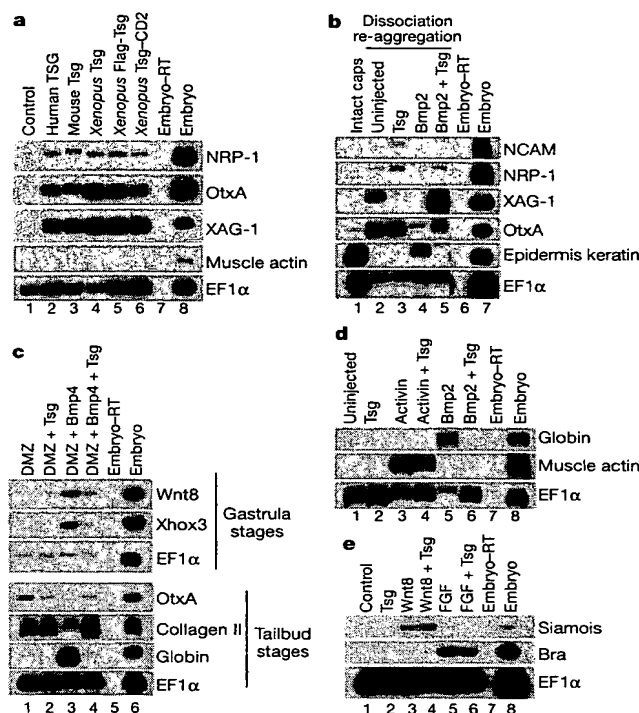 a
Control
Human TSG
Mouse Tsg
Xenopus Tsg
Xenopus Flag-Tsg
Xenopus Tsg–CD2
Embryo–RT
Embryo
NRP-1
OtxA
XAG-1
Muscle actin
EF1α
1 2 3 4 5 6 7 8
b
Dissociation
re-aggregation
Intact caps
Uninjected
Tsg
Bmp2
Bmp2 + Tsg
Embryo–RT
Embryo
NCAM
NRP-1
XAG-1
OtxA
Epidermis keratin
EF1α
1 2 3 4 5 6 7
c
DMZ
DMZ + Tsg
DMZ + Bmp4
DMZ + Bmp4 + Tsg
Embryo–RT
Embryo
Wnt8
Xhox3
EF1α
Gastrula
stages
OtxA
Collagen II
Globin
EF1α
Tailbud
stages
1 2 3 4 5 6
d
Uninjected
Tsg
Activin
Activin + Tsg
Bmp2
Bmp2 + Tsg
Embryo–RT
Embryo
Globin
Muscle actin
EF1α
1 2 3 4 5 6 7 8
e
Control
Tsg
Wnt8
Wnt8 + Tsg
FGF
FGF + Tsg
Embryo–RT
Embryo
Siamois
Bra
EF1α
1 2 3 4 5 6 7 8